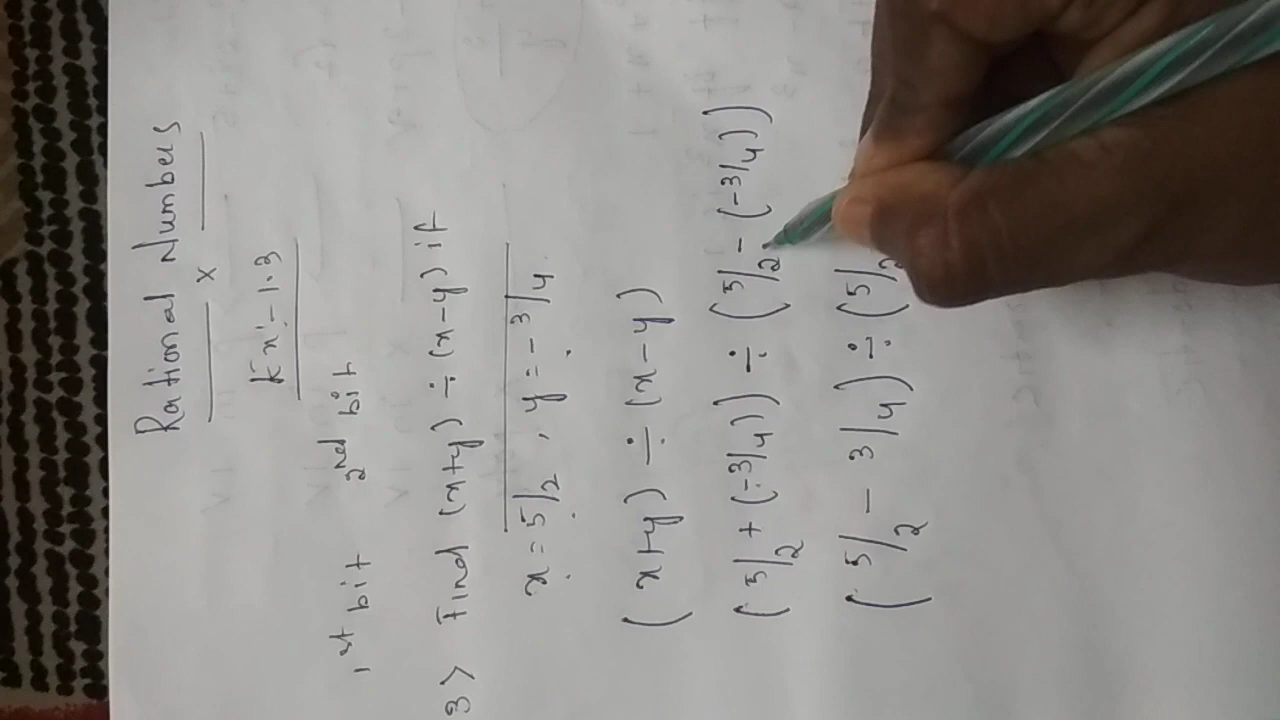 Rational Numbers
x
Ex:- 1.3
1st bit 2nd bit
3> Find (x+y) ÷ (x-y) if
x = 5/2 , y = -3/4
(x+y) ÷ (x-y)
(5/2 + (-3/4)) ÷ (5/2 - (-3/4))
(5/2 - 3/4) ÷ (5/2